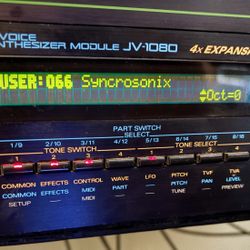 VOICE
NTHESIZER MODULE JV-1080
4x EXPANS
USER:066 Syncrosonix
Oct=0
PART SWITCH
SELECT
1/9 2/10 3/11 4/12 5/13 6/14 7/15 8/16
TONE SWITCH TONE SELECT
1 2 3 4 1 2 3 4
COMMON EFFECTS CONTROL WAVE LFO PITCH TVF TVA
COMMON EFFECTS MIDI PART PITCH PAN LEVEL
SETUP MIDI TUNE PREVIEW